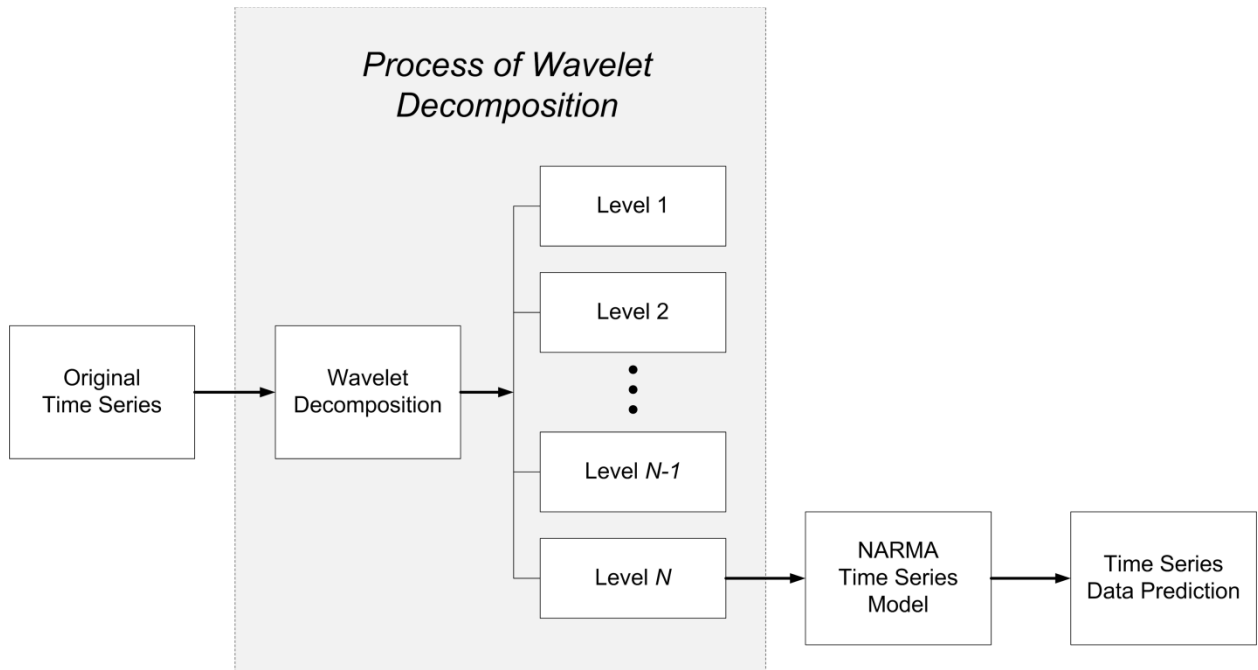 Process of Wavelet
Decomposition
Level 1
Level 2
Original
Time Series
Wavelet
Decomposition
Level N-1
Level N
NARMA
Time Series
Model
Time Series
Data Prediction